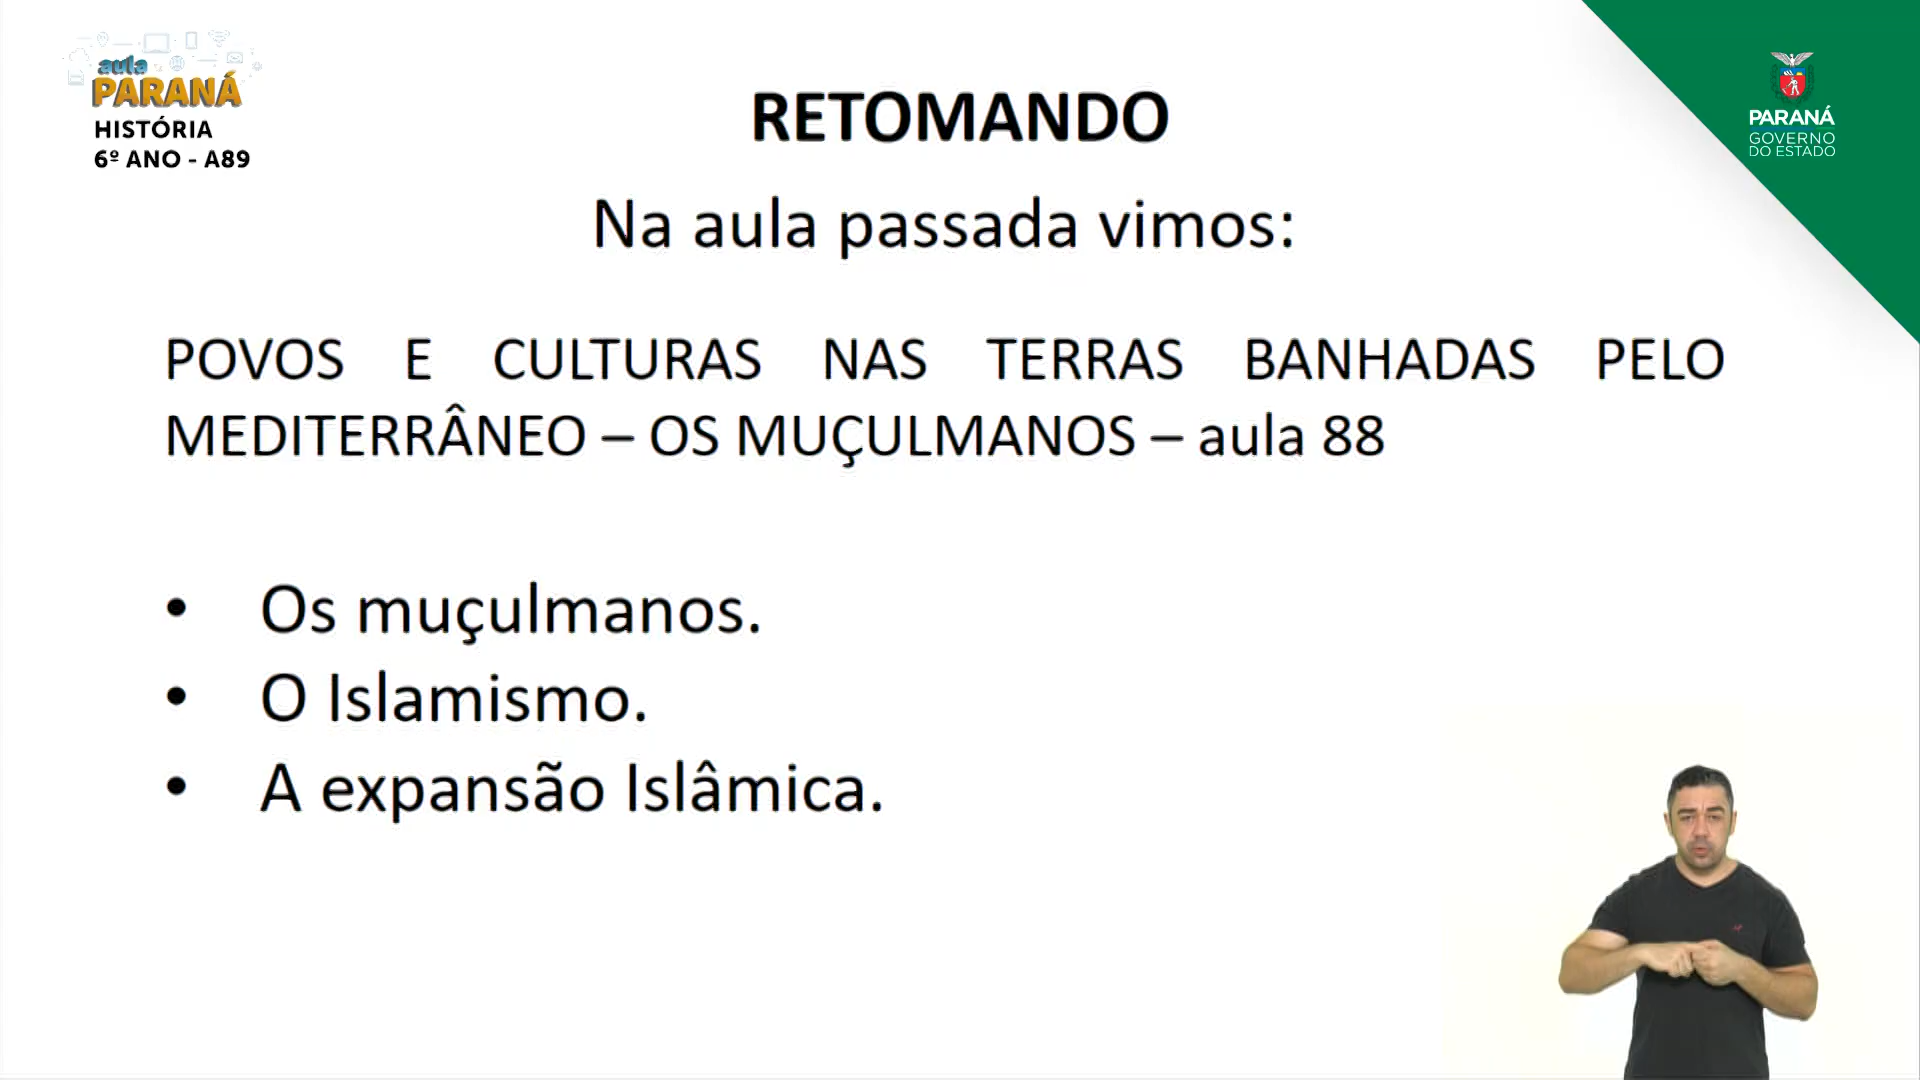 aula
PARANÁ
HISTÓRIA
6º ANO - A89
PARANÁ
GOVERNO
DO ESTADO
RETOMANDO
Na aula passada vimos:
POVOS E CULTURAS NAS TERRAS BANHADAS PELO
MEDITERRÂNEO – OS MUÇULMANOS – aula 88
• Os muçulmanos.
• O Islamismo.
• A expansão Islâmica.